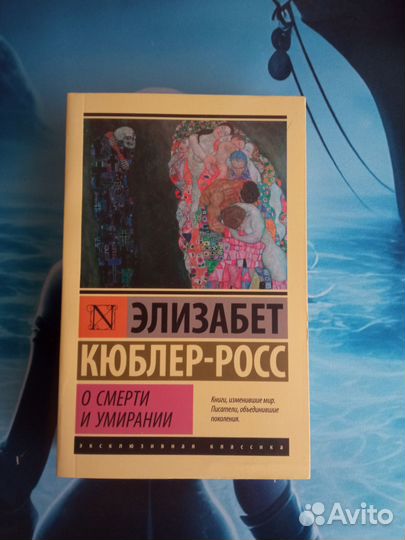 N
ЭЛИЗАБЕТ
КЮБЛЕР-РОСС
О СМЕРТИ
И УМИРАНИИ
Книги, изменившие мир.
Писатели, объединившие
поколения.
ЭКСКЛЮЗИВНАЯ КЛАССИКА
Avito